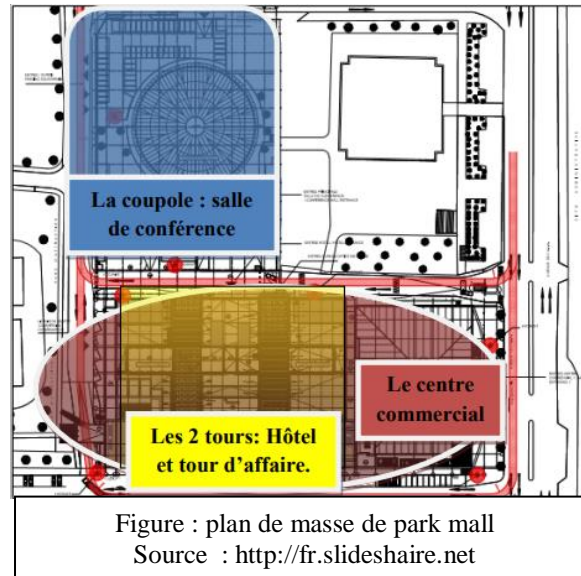 La coupole : salle
de conférence
Le centre
commercial
Les 2 tours: Hôtel
et tour d’affaire.
Figure : plan de masse de park mall
Source : http://fr.slideshaire.net